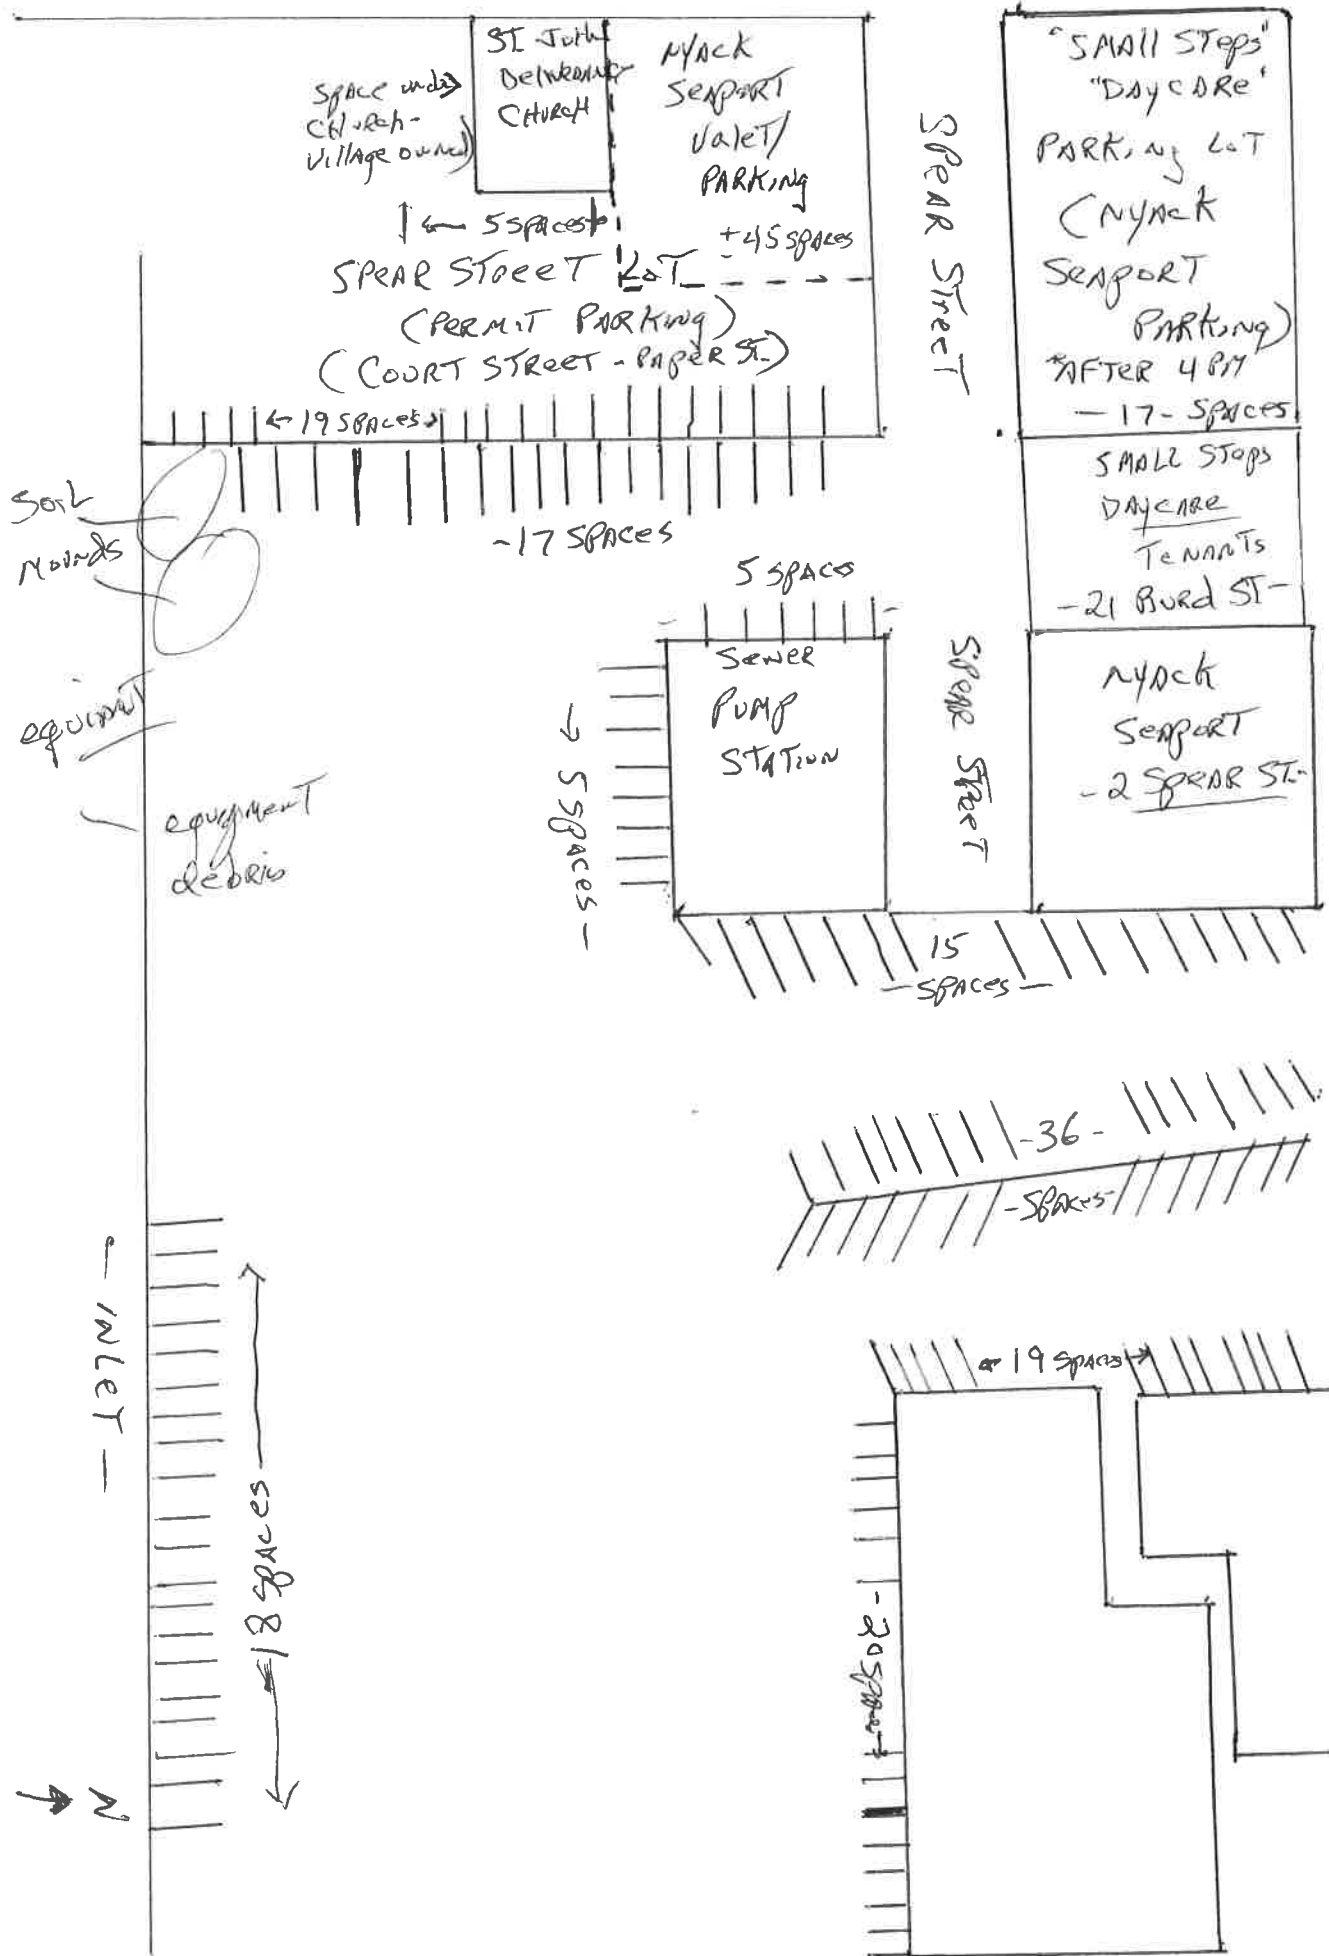 ST. John
Deliverance
CHURCH
SPACE under
CHURCH-
Village owned
NYACK
SEAPORT
Valet/
PARKING
± 45 SPACES
← 5 SPACES
SPEAR STREET LOT
(PERMIT PARKING)
(COURT STREET - PAPER ST.)
← 19 SPACES
-17 SPACES
SPEAR STREET
"SMAll STeps"
"DAYCARE"
PARKING LOT
(NYACK
SEAPORT
PARKING)
*AFTER 4 PM
- 17 - SPACES
SMALL STeps
DAYCARE
TENANTS
- 21 BURD ST -
SOIL
MOUNDS
equipment
equipment
debris
5 SPACES
SEWER
PUMP
STATION
→ 5 SPACES -
SPEAR STREET
NYACK
SEAPORT
- 2 SPEAR ST. -
15
- SPACES -
- 36 -
- SPACES -
- INLET -
18 SPACES
← 19 SPACES →
- 20 SPACES
→ N